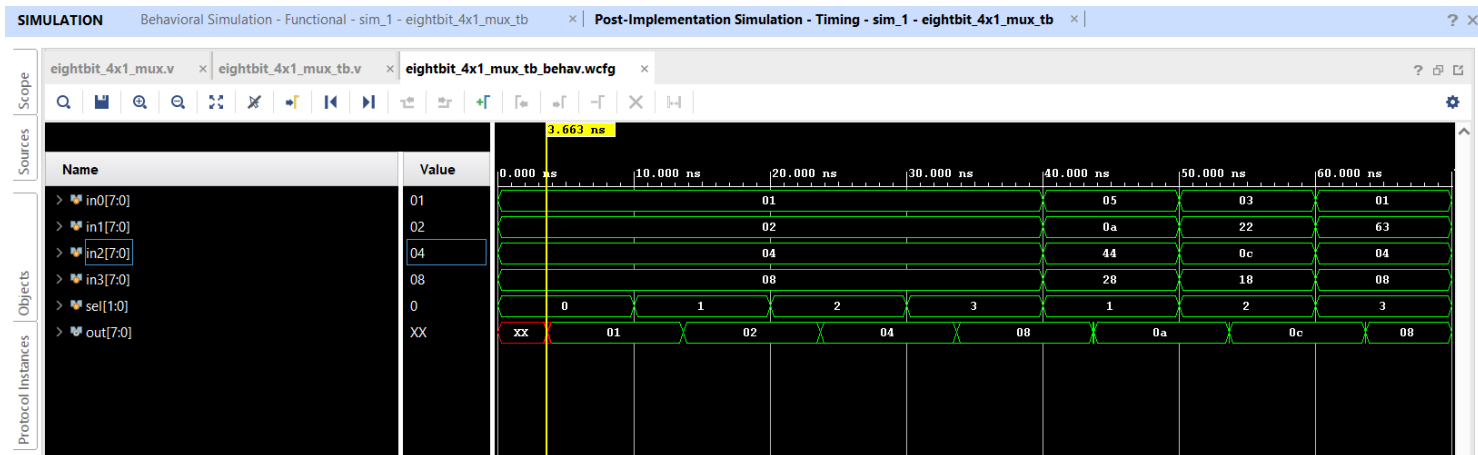 SIMULATION Behavioral Simulation - Functional - sim_1 - eightbit_4x1_mux_tb × Post-Implementation Simulation - Timing - sim_1 - eightbit_4x1_mux_tb × ? ×
Scope
Sources
Objects
Protocol Instances
eightbit_4x1_mux.v × eightbit_4x1_mux_tb.v × eightbit_4x1_mux_tb_behav.wcfg × ?
3.663 ns
Name Value 0.000 ns 10.000 ns 20.000 ns 30.000 ns 40.000 ns 50.000 ns 60.000 ns
in0[7:0] 01 01 05 03 01
in1[7:0] 02 02 0a 22 63
in2[7:0] 04 04 44 0c 04
in3[7:0] 08 08 28 18 08
sel[1:0] 0 0 1 2 3 1 2 3
out[7:0] XX XX 01 02 04 08 0a 0c 08